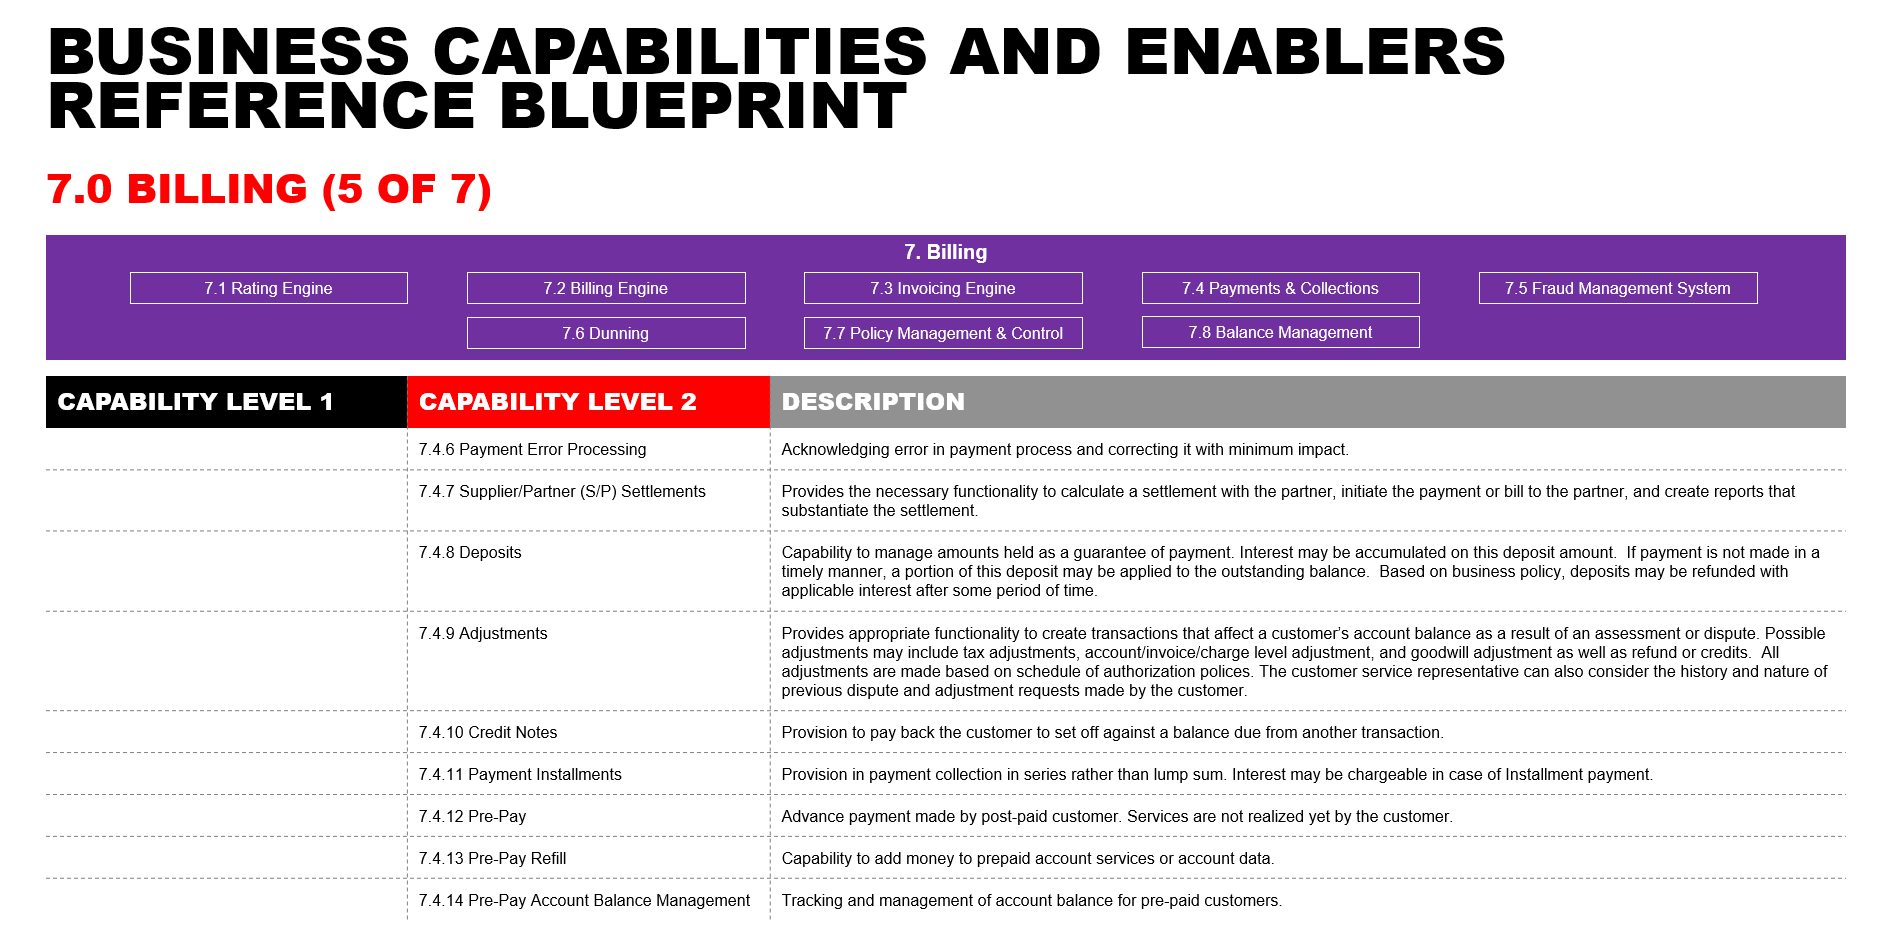 BUSINESS CAPABILITIES AND ENABLERS
REFERENCE BLUEPRINT
7.0 BILLING (5 OF 7)
7. Billing
7.1 Rating Engine
7.2 Billing Engine
7.3 Invoicing Engine
7.4 Payments & Collections
7.5 Fraud Management System
7.6 Dunning
7.7 Policy Management & Control
7.8 Balance Management
CAPABILITY LEVEL 1
CAPABILITY LEVEL 2
DESCRIPTION
7.4.6 Payment Error Processing
Acknowledging error in payment process and correcting it with minimum impact.
7.4.7 Supplier/Partner (S/P) Settlements
Provides the necessary functionality to calculate a settlement with the partner, initiate the payment or bill to the partner, and create reports that
substantiate the settlement.
7.4.8 Deposits
Capability to manage amounts held as a guarantee of payment. Interest may be accumulated on this deposit amount.  If payment is not made in a
timely manner, a portion of this deposit may be applied to the outstanding balance.  Based on business policy, deposits may be refunded with
applicable interest after some period of time.
7.4.9 Adjustments
Provides appropriate functionality to create transactions that affect a customer’s account balance as a result of an assessment or dispute. Possible
adjustments may include tax adjustments, account/invoice/charge level adjustment, and goodwill adjustment as well as refund or credits.  All
adjustments are made based on schedule of authorization polices. The customer service representative can also consider the history and nature of
previous dispute and adjustment requests made by the customer.
7.4.10 Credit Notes
Provision to pay back the customer to set off against a balance due from another transaction.
7.4.11 Payment Installments
Provision in payment collection in series rather than lump sum. Interest may be chargeable in case of Installment payment.
7.4.12 Pre-Pay
Advance payment made by post-paid customer. Services are not realized yet by the customer.
7.4.13 Pre-Pay Refill
Capability to add money to prepaid account services or account data.
7.4.14 Pre-Pay Account Balance Management
Tracking and management of account balance for pre-paid customers.